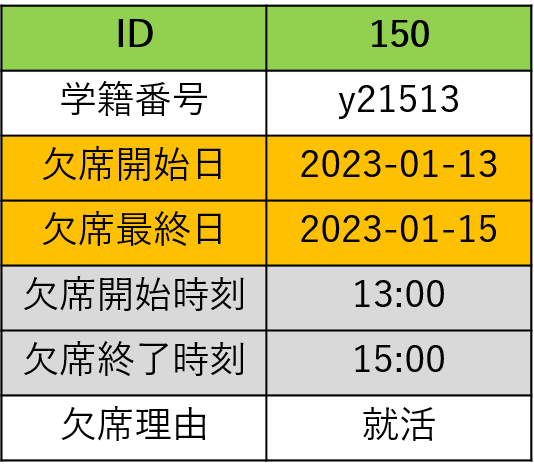 ID 150
学籍番号 y21513
欠席開始日 2023-01-13
欠席最終日 2023-01-15
欠席開始時刻 13:00
欠席終了時刻 15:00
欠席理由 就活